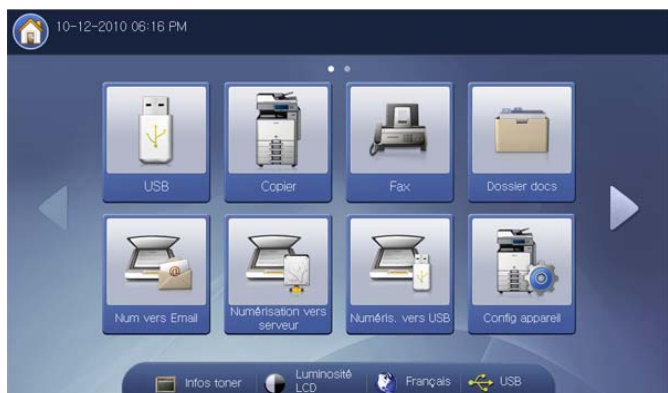 10-12-2010 06:16 PM
USB
Copier
Fax
Dossier docs
Num vers Email
Numérisation vers
serveur
Numéris. vers USB
Config appareil
Infos toner
Luminosité
LCD
Français
USB